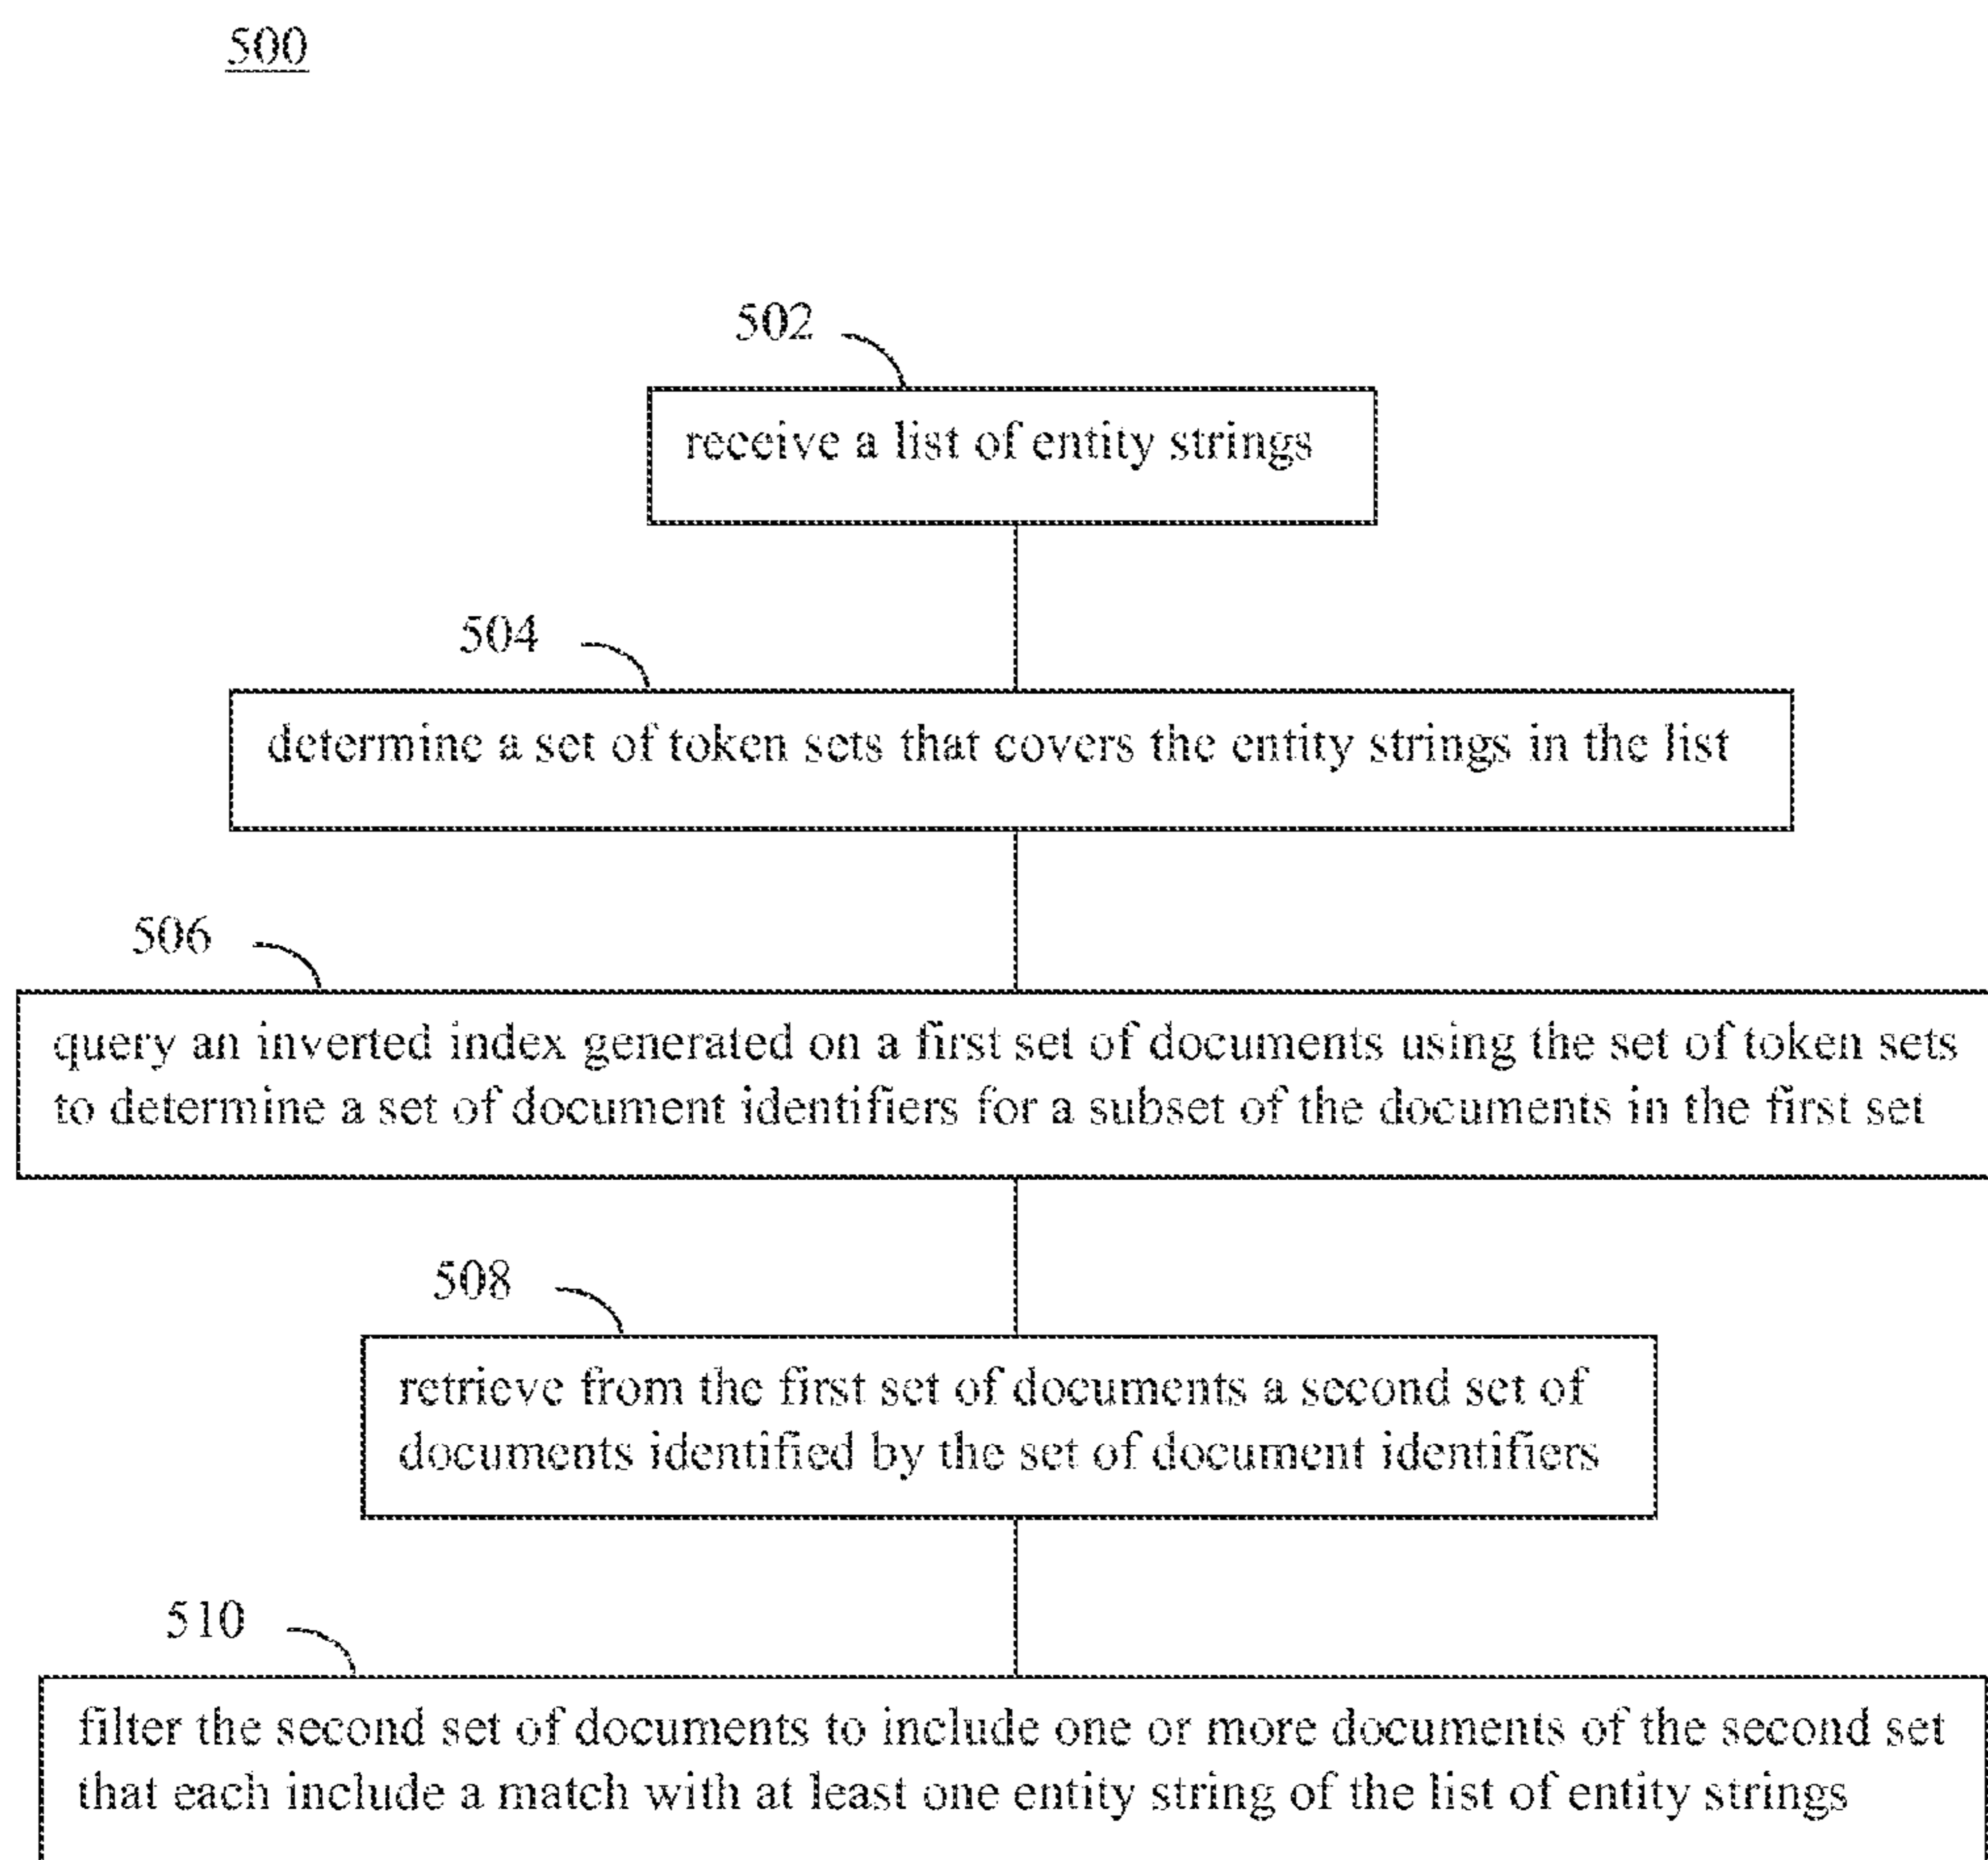 500
502
receive a list of entity strings
504
determine a set of token sets that covers the entity strings in the list
506
query an inverted index generated on a first set of documents using the set of token sets
to determine a set of document identifiers for a subset of the documents in the first set
508
retrieve from the first set of documents a second set of
documents identified by the set of document identifiers
510
filter the second set of documents to include one or more documents of the second set
that each include a match with at least one entity string of the list of entity strings